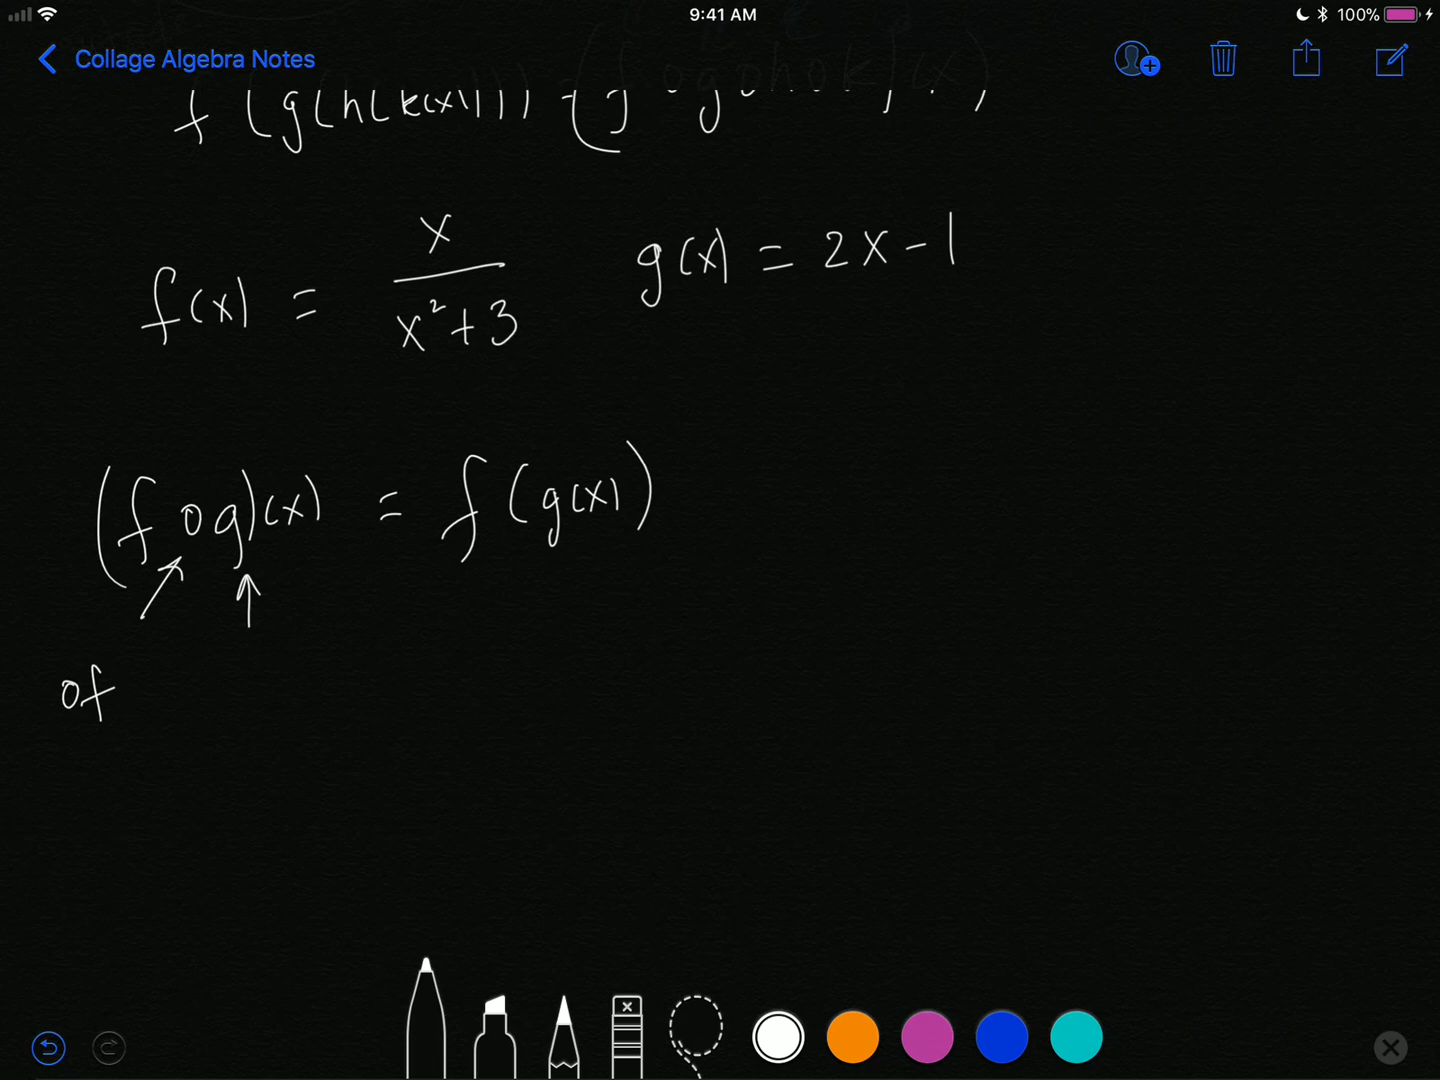 9:41 AM 100%
Collage Algebra Notes
f(g(h(k(x))))
f(x) = x / x²+3 g(x) = 2x-1
(f o g)(x) = f(g(x))
of